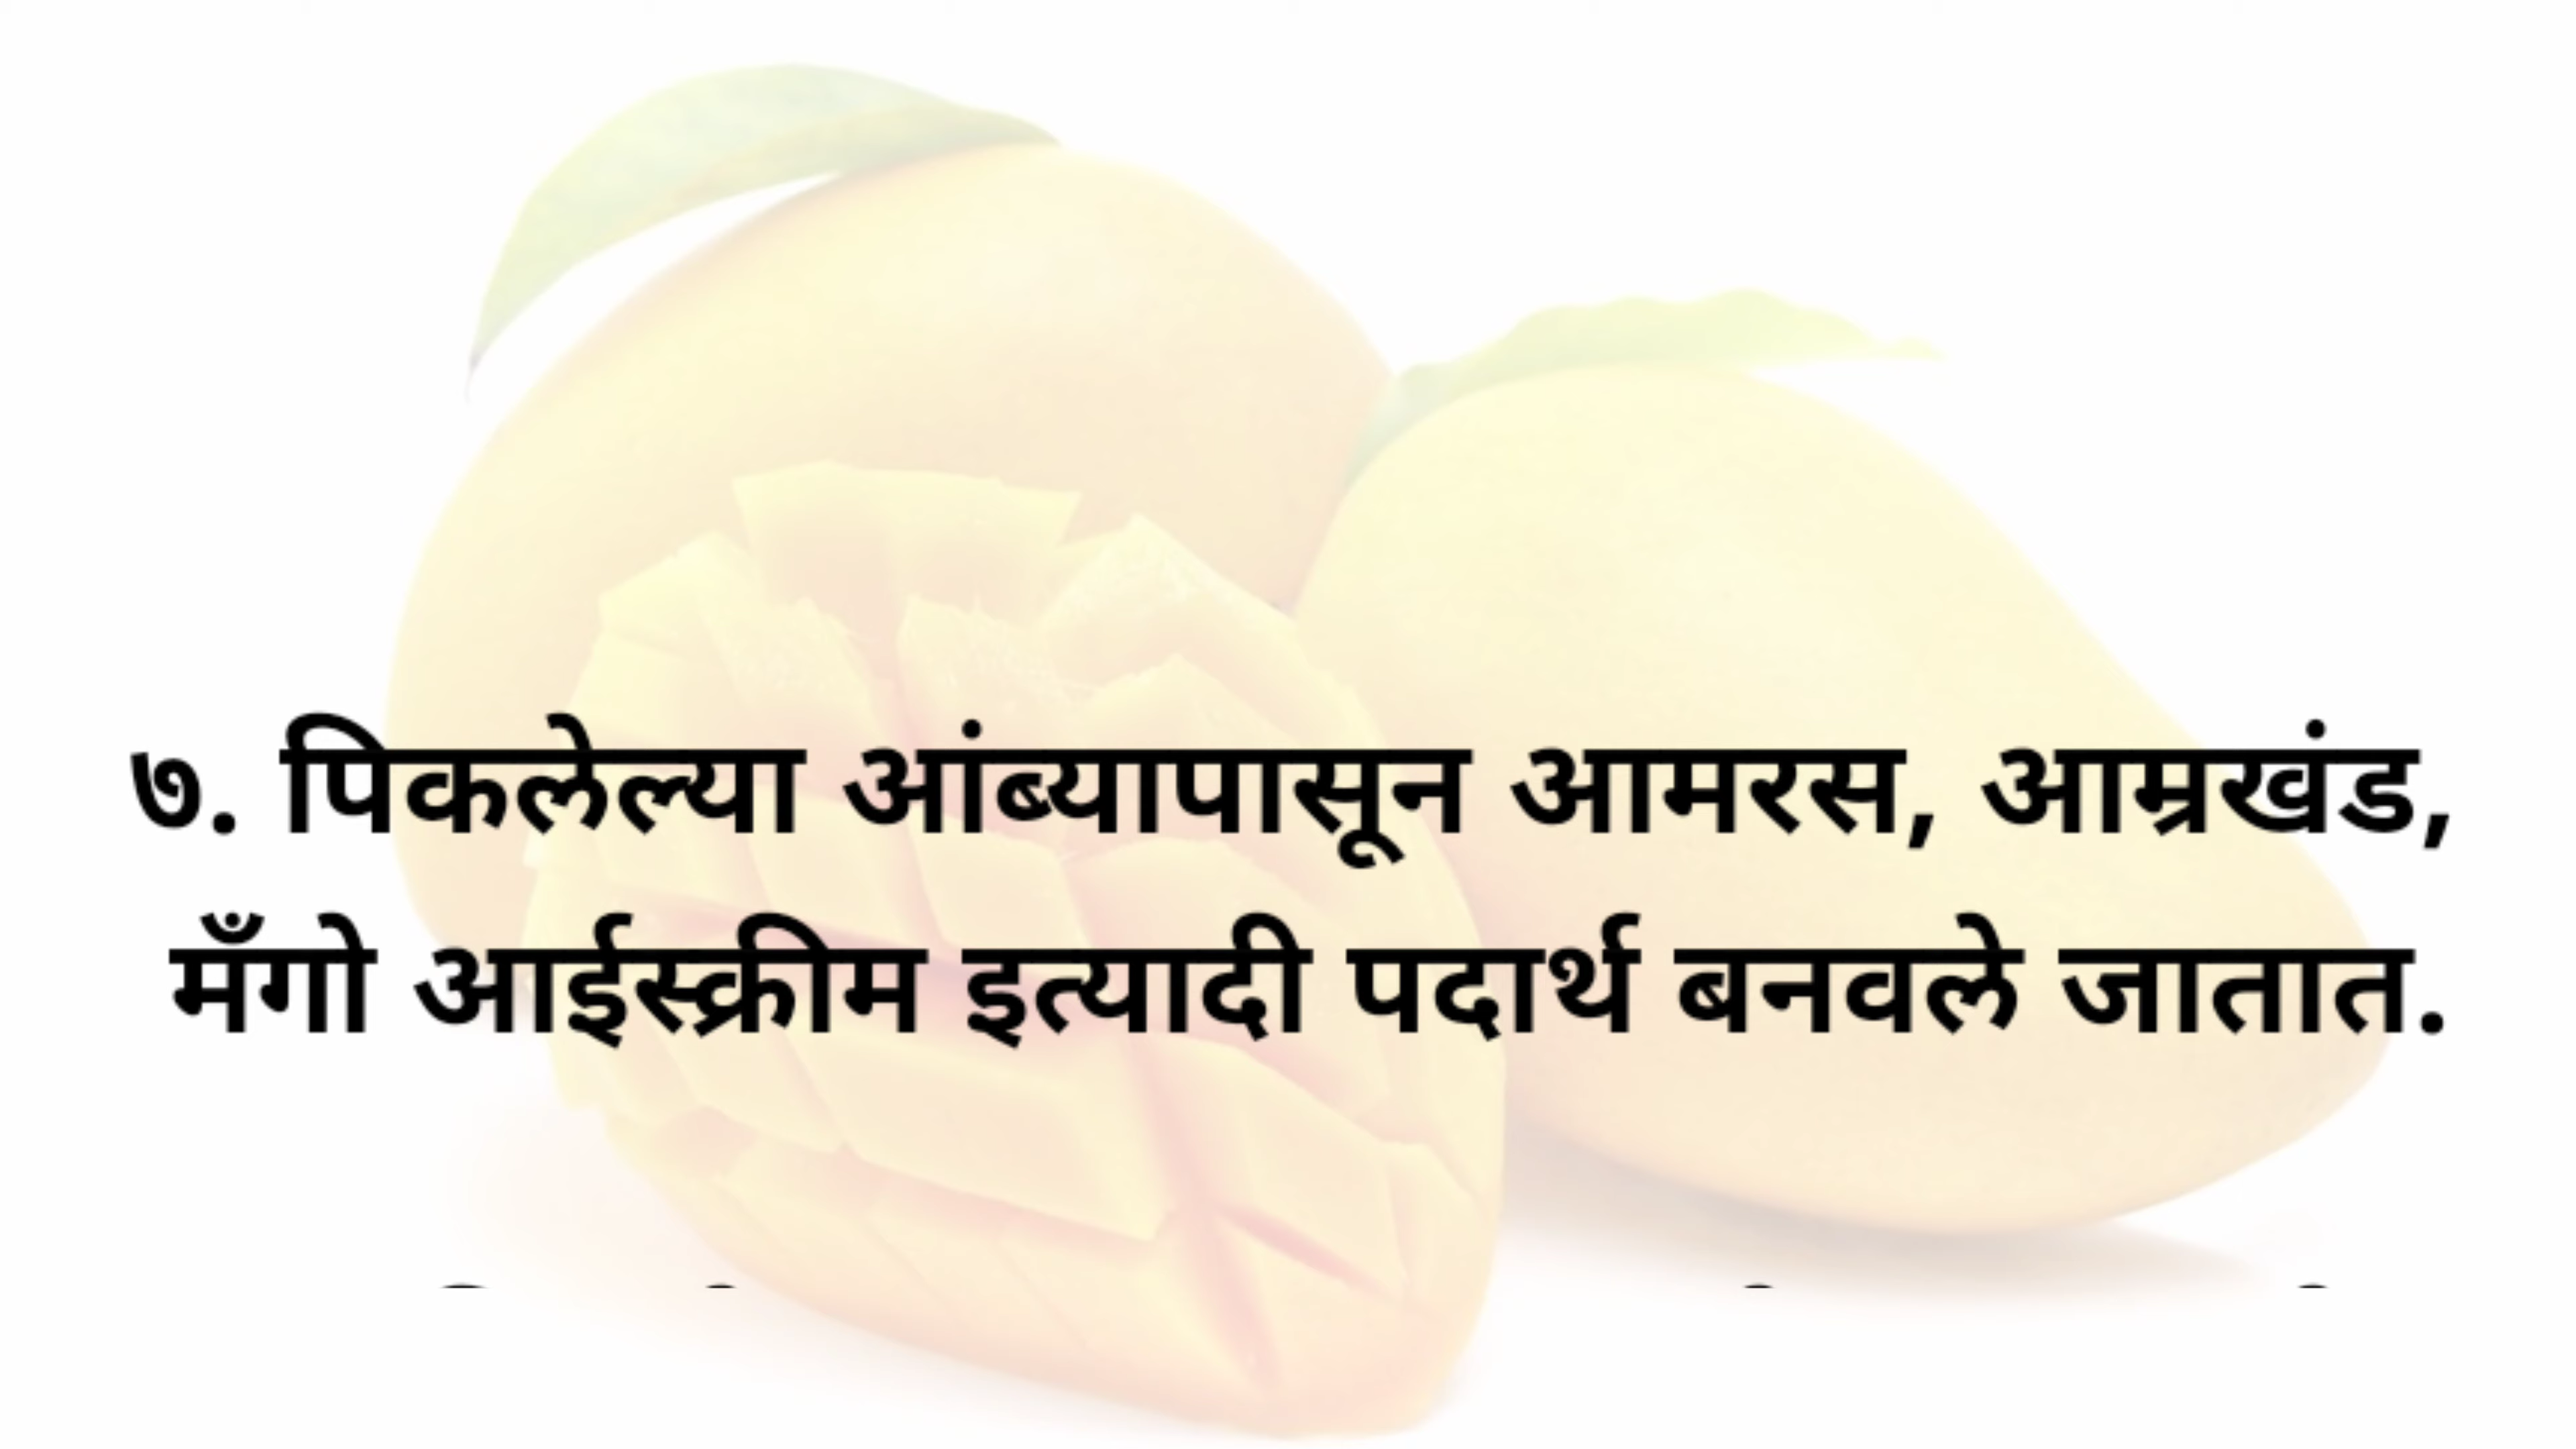 ७. पिकलेल्या आंब्यापासून आमरस, आम्रखंड,
मँगो आईस्क्रीम इत्यादी पदार्थ बनवले जातात.